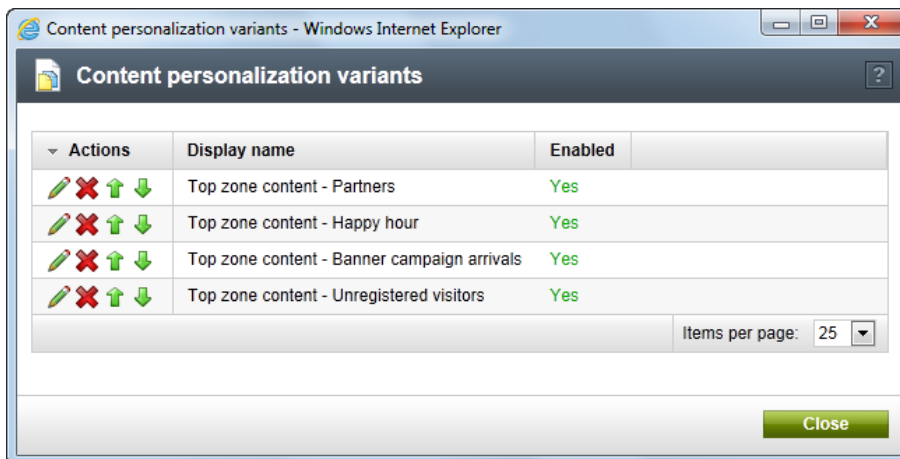 Content personalization variants - Windows Internet Explorer
Content personalization variants
?
Actions Display name Enabled
Top zone content - Partners Yes
Top zone content - Happy hour Yes
Top zone content - Banner campaign arrivals Yes
Top zone content - Unregistered visitors Yes
Items per page: 25
Close